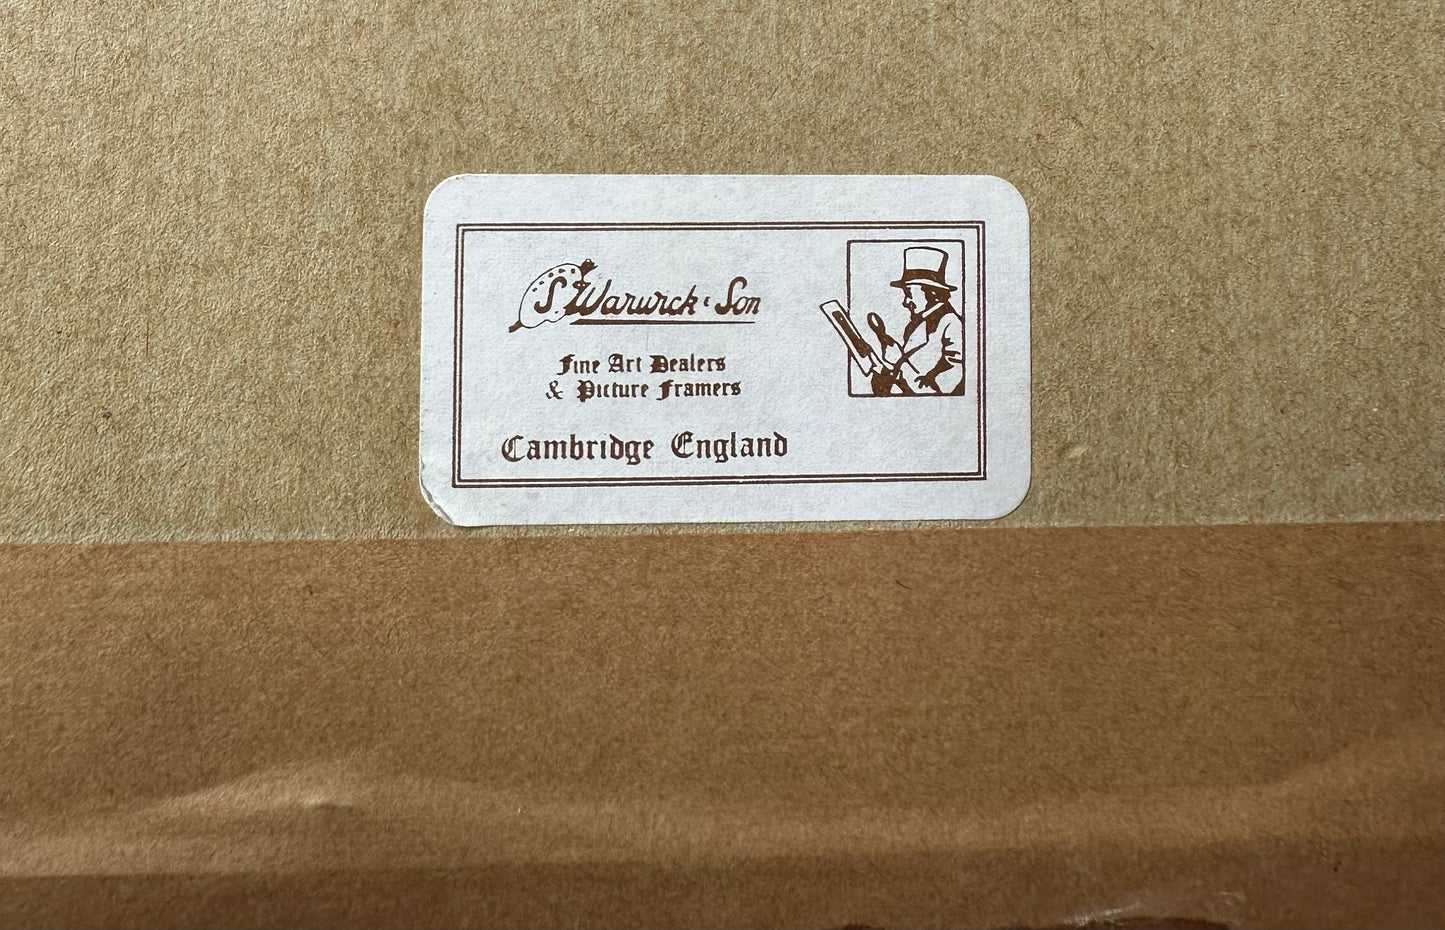 S Warwick & Son
Fine Art Dealers
& Picture Framers
Cambridge England